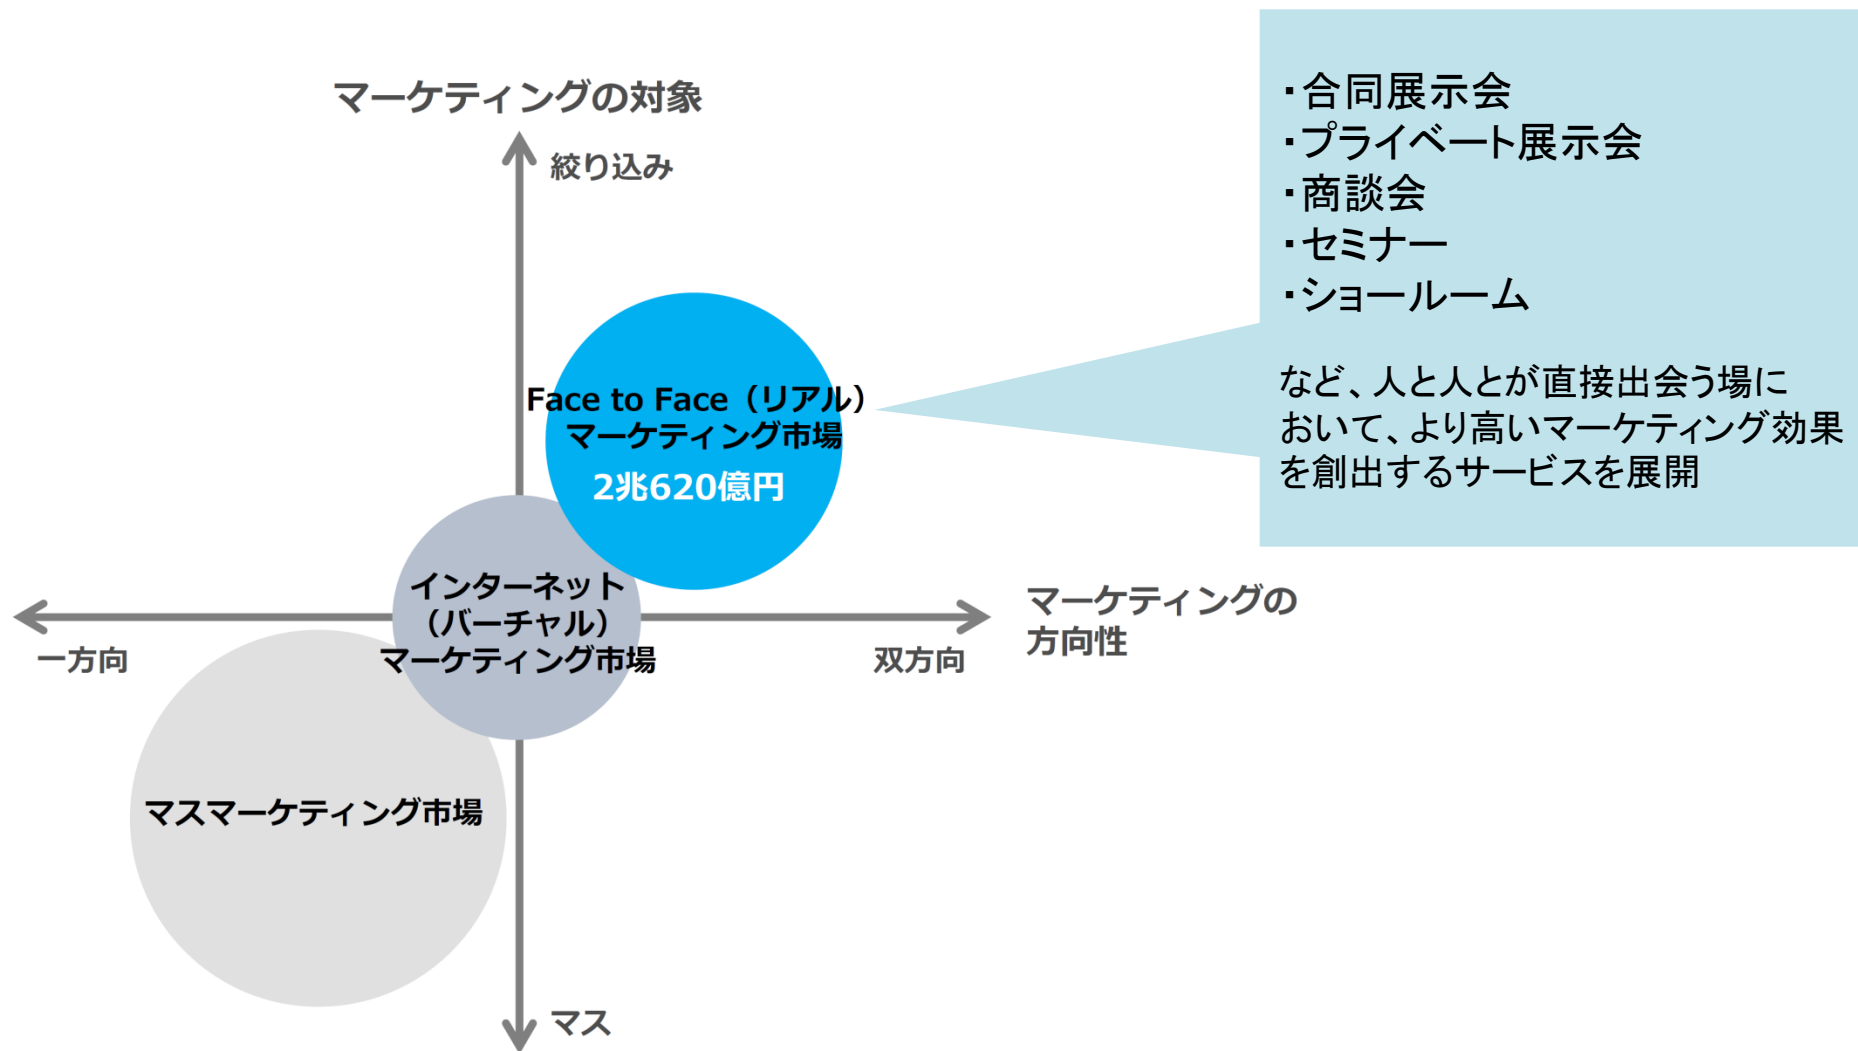 マーケティングの対象
絞り込み
Face to Face（リアル）
マーケティング市場
2兆620億円
インターネット
（バーチャル）
マーケティング市場
一方向
双方向
マーケティングの
方向性
マスマーケティング市場
マス
・合同展示会
・プライベート展示会
・商談会
・セミナー
・ショールーム
など、人と人とが直接出会う場に
おいて、より高いマーケティング効果
を創出するサービスを展開